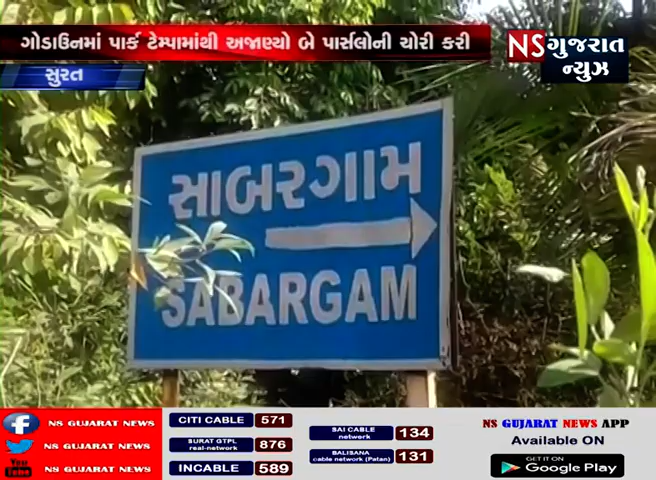 ગોડાઉનમાં પાર્ક ટેમ્પામાંથી અજાણ્યો બે પાર્સલોની ચોરી કરી
સુરત
NS ગુજરાત
ન્યુઝ
સાબરગામ
SABARGAM
NS GUJARAT NEWS
NS GUJARAT NEWS
You Tube NS GUJARAT NEWS
CITI CABLE 571
SURAT GTPL
real-network 876
INCABLE 589
SAI CABLE
network 134
BALISANA
cable network (Patan) 131
NS GUJARAT NEWS APP
Available ON
GET IT ON
Google Play